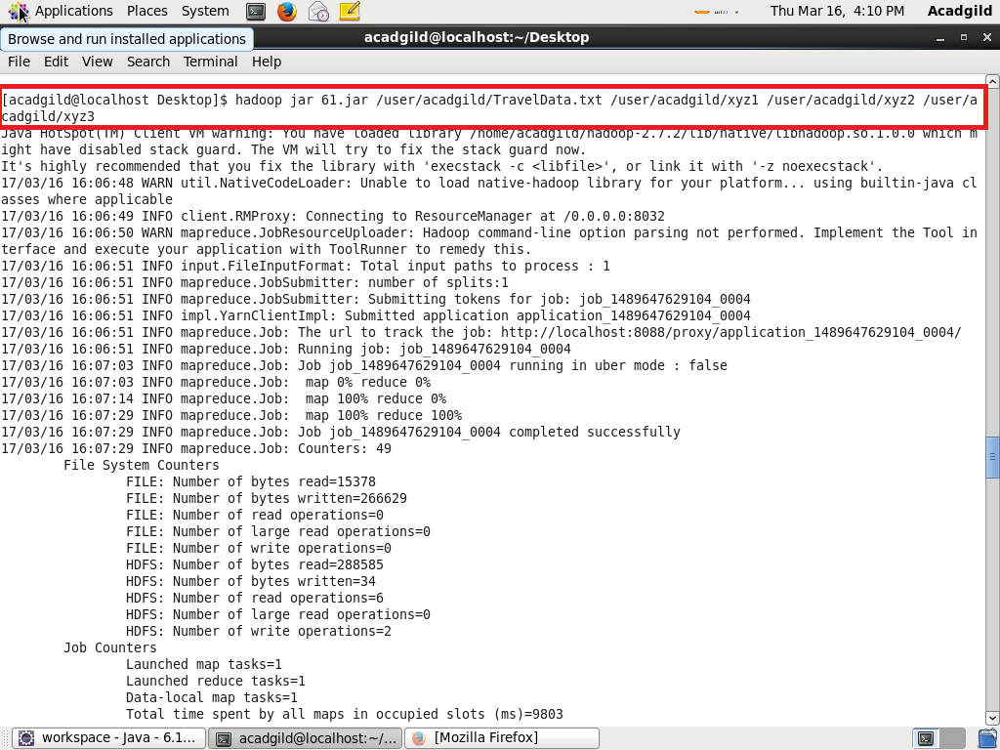 Applications Places System Thu Mar 16, 4:10 PM Acadgild
Browse and run installed applications
acadgild@localhost:~/Desktop
File Edit View Search Terminal Help
[acadgild@localhost Desktop]$ hadoop jar 61.jar /user/acadgild/TravelData.txt /user/acadgild/xyz1 /user/acadgild/xyz2 /user/a
cadgild/xyz3
Java HotSpot(TM) Client VM warning: You have loaded library /home/acadgild/hadoop-2.7.2/lib/native/libhadoop.so.1.0.0 which m
ight have disabled stack guard. The VM will try to fix the stack guard now.
It's highly recommended that you fix the library with 'execstack -c <libfile>', or link it with '-z noexecstack'.
17/03/16 16:06:48 WARN util.NativeCodeLoader: Unable to load native-hadoop library for your platform... using builtin-java cl
asses where applicable
17/03/16 16:06:49 INFO client.RMProxy: Connecting to ResourceManager at /0.0.0.0:8032
17/03/16 16:06:50 WARN mapreduce.JobResourceUploader: Hadoop command-line option parsing not performed. Implement the Tool in
terface and execute your application with ToolRunner to remedy this.
17/03/16 16:06:51 INFO input.FileInputFormat: Total input paths to process : 1
17/03/16 16:06:51 INFO mapreduce.JobSubmitter: number of splits:1
17/03/16 16:06:51 INFO mapreduce.JobSubmitter: Submitting tokens for job: job_1489647629104_0004
17/03/16 16:06:51 INFO impl.YarnClientImpl: Submitted application application_1489647629104_0004
17/03/16 16:06:51 INFO mapreduce.Job: The url to track the job: http://localhost:8088/proxy/application_1489647629104_0004/
17/03/16 16:06:51 INFO mapreduce.Job: Running job: job_1489647629104_0004
17/03/16 16:07:03 INFO mapreduce.Job: Job job_1489647629104_0004 running in uber mode : false
17/03/16 16:07:03 INFO mapreduce.Job:  map 0% reduce 0%
17/03/16 16:07:14 INFO mapreduce.Job:  map 100% reduce 0%
17/03/16 16:07:29 INFO mapreduce.Job:  map 100% reduce 100%
17/03/16 16:07:29 INFO mapreduce.Job: Job job_1489647629104_0004 completed successfully
17/03/16 16:07:29 INFO mapreduce.Job: Counters: 49
File System Counters
FILE: Number of bytes read=15378
FILE: Number of bytes written=266629
FILE: Number of read operations=0
FILE: Number of large read operations=0
FILE: Number of write operations=0
HDFS: Number of bytes read=288585
HDFS: Number of bytes written=34
HDFS: Number of read operations=6
HDFS: Number of large read operations=0
HDFS: Number of write operations=2
Job Counters
Launched map tasks=1
Launched reduce tasks=1
Data-local map tasks=1
Total time spent by all maps in occupied slots (ms)=9803
workspace - Java - 6.1... acadgild@localhost:~/... [Mozilla Firefox]